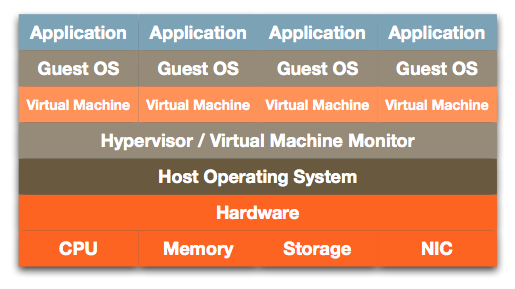 Application Application Application Application
Guest OS Guest OS Guest OS Guest OS
Virtual Machine Virtual Machine Virtual Machine Virtual Machine
Hypervisor / Virtual Machine Monitor
Host Operating System
Hardware
CPU Memory Storage NIC